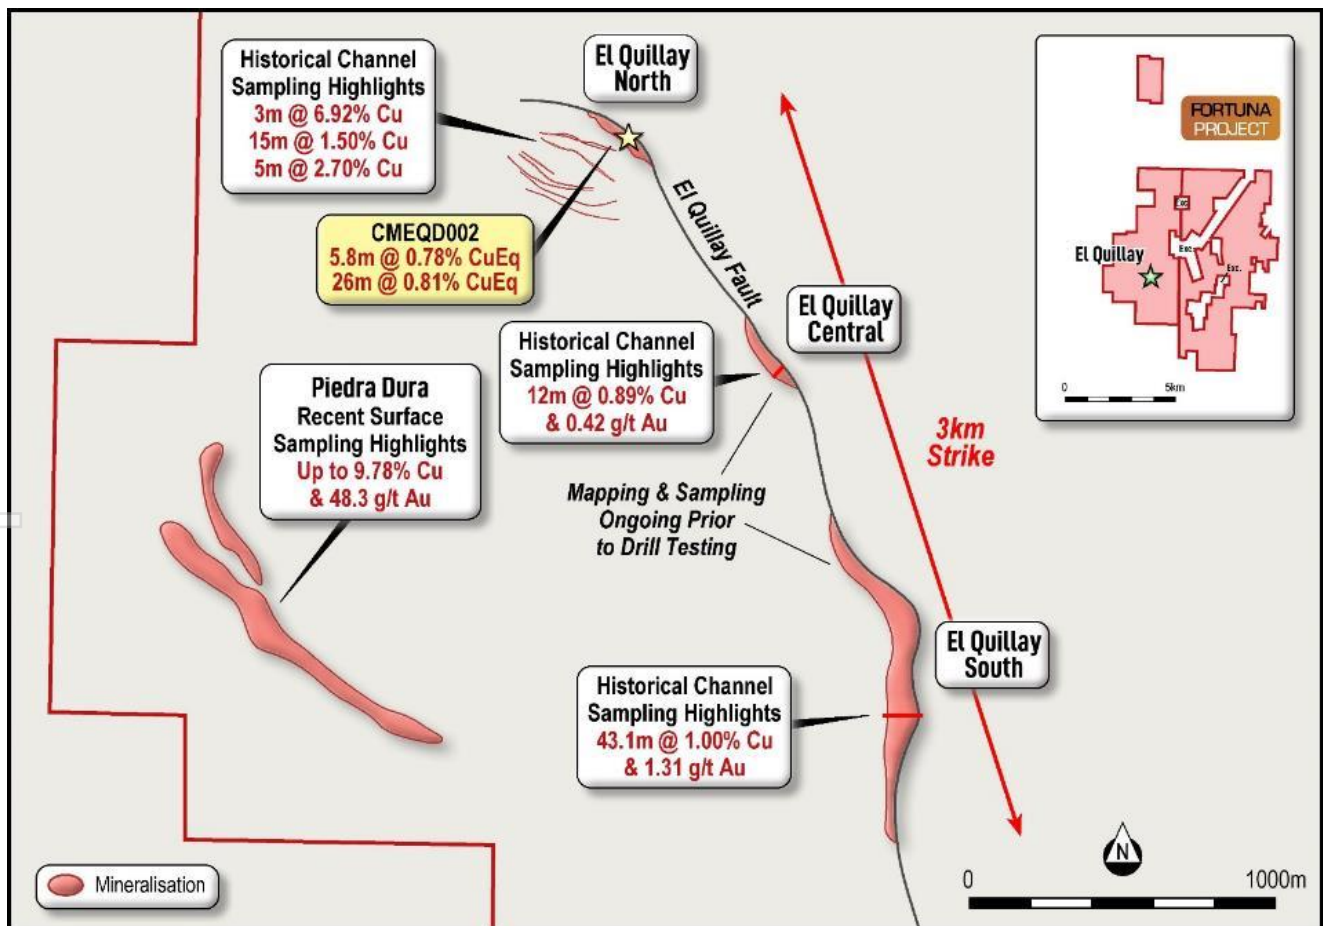 Historical Channel
Sampling Highlights
3m @ 6.92% Cu
15m @ 1.50% Cu
5m @ 2.70% Cu
El Quillay
North
CMEQD002
5.8m @ 0.78% CuEq
26m @ 0.81% CuEq
El Quillay Fault
El Quillay
Central
Historical Channel
Sampling Highlights
12m @ 0.89% Cu
& 0.42 g/t Au
Piedra Dura
Recent Surface
Sampling Highlights
Up to 9.78% Cu
& 48.3 g/t Au
3km
Strike
Mapping & Sampling
Ongoing Prior
to Drill Testing
El Quillay
South
Historical Channel
Sampling Highlights
43.1m @ 1.00% Cu
& 1.31 g/t Au
Mineralisation
N
0 1000m
FORTUNA
PROJECT
Exc.
Exc.
Exc.
El Quillay
0 5km